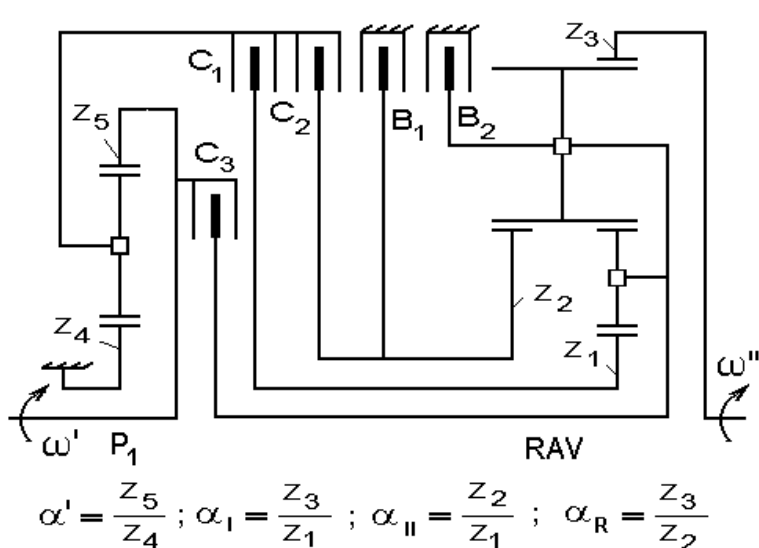 Z3
C1
Z5
C2
B1
B2
C3
Z2
Z4
Z1
ω'
P1
RAV
ω"
α' = Z5/Z4 ; αI = Z3/Z1 ; αII = Z2/Z1 ; αR = Z3/Z2